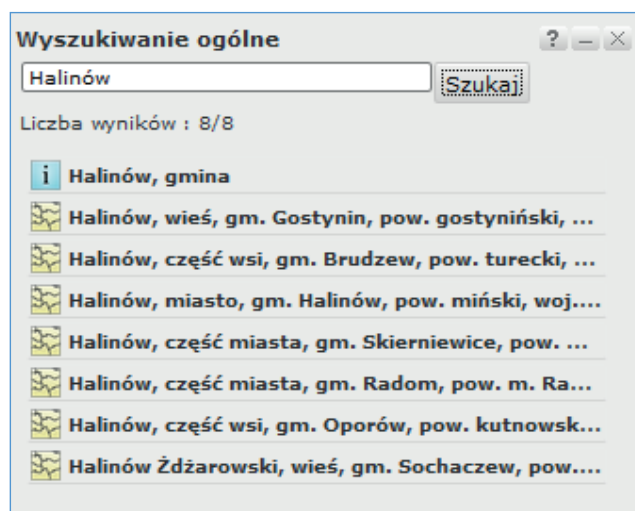 Wyszukiwanie ogólne
Halinów Szukaj
Liczba wyników : 8/8
Halinów, gmina
Halinów, wieś, gm. Gostynin, pow. gostyniński, ...
Halinów, część wsi, gm. Brudzew, pow. turecki, ...
Halinów, miasto, gm. Halinów, pow. miński, woj....
Halinów, część miasta, gm. Skierniewice, pow. ...
Halinów, część miasta, gm. Radom, pow. m. Ra...
Halinów, część wsi, gm. Oporów, pow. kutnowsk...
Halinów Żdżarowski, wieś, gm. Sochaczew, pow....